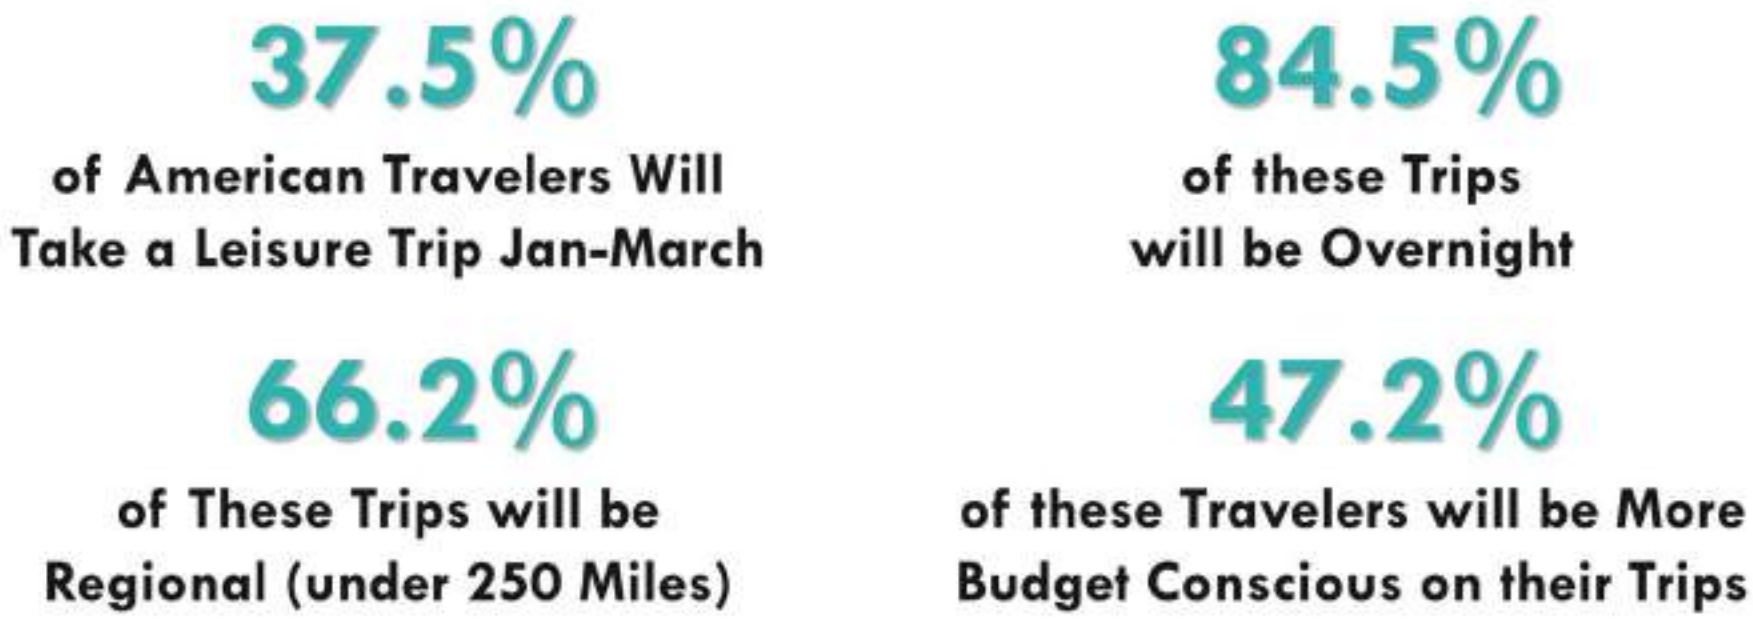 37.5%
of American Travelers Will
Take a Leisure Trip Jan-March
84.5%
of these Trips
will be Overnight
66.2%
of These Trips will be
Regional (under 250 Miles)
47.2%
of these Travelers will be More
Budget Conscious on their Trips